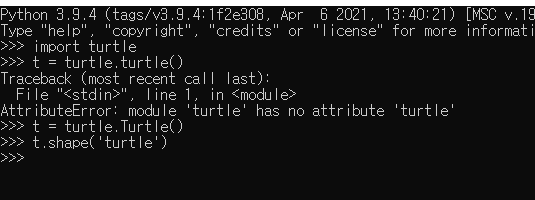 Python 3.9.4 (tags/v3.9.4:1f2e308, Apr  6 2021, 13:40:21) [MSC v.19
Type "help", "copyright", "credits" or "license" for more informati
>>> import turtle
>>> t = turtle.turtle()
Traceback (most recent call last):
  File "<stdin>", line 1, in <module>
AttributeError: module 'turtle' has no attribute 'turtle'
>>> t = turtle.Turtle()
>>> t.shape('turtle')
>>>